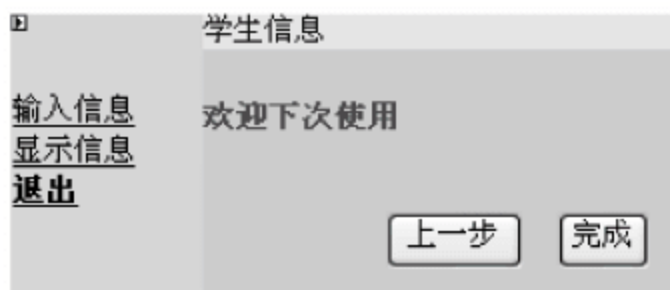 学生信息
输入信息
显示信息
退出
欢迎下次使用
上一步
完成